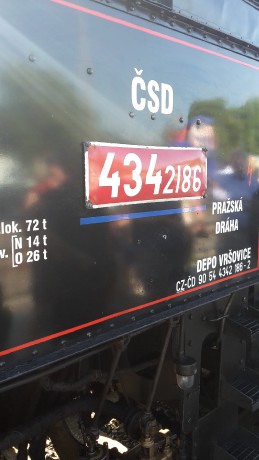 ČSD
434 2186
PRAŽSKÁ
DRÁHA
lok. 72 t
v. N 14 t
O 26 t
DEPO VRŠOVICE
CZ-ČD 90 54 4342 186 - 2